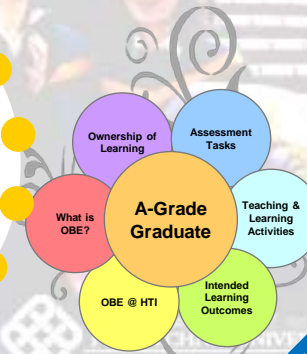 Ownership of
Learning
Assessment
Tasks
What is
OBE?
A-Grade
Graduate
Teaching &
Learning
Activities
OBE @ HTI
Intended
Learning
Outcomes